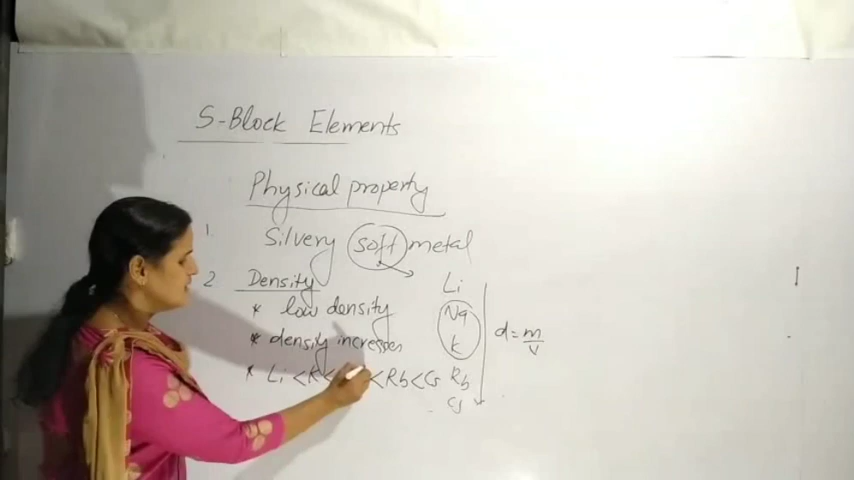 S-Block Elements
Physical property
1. Silvery soft metal
2 Density
* low density
* density increases
* Li < K < < Rb < Cs
Li
Na
K
Rb
Cs
d = m/v